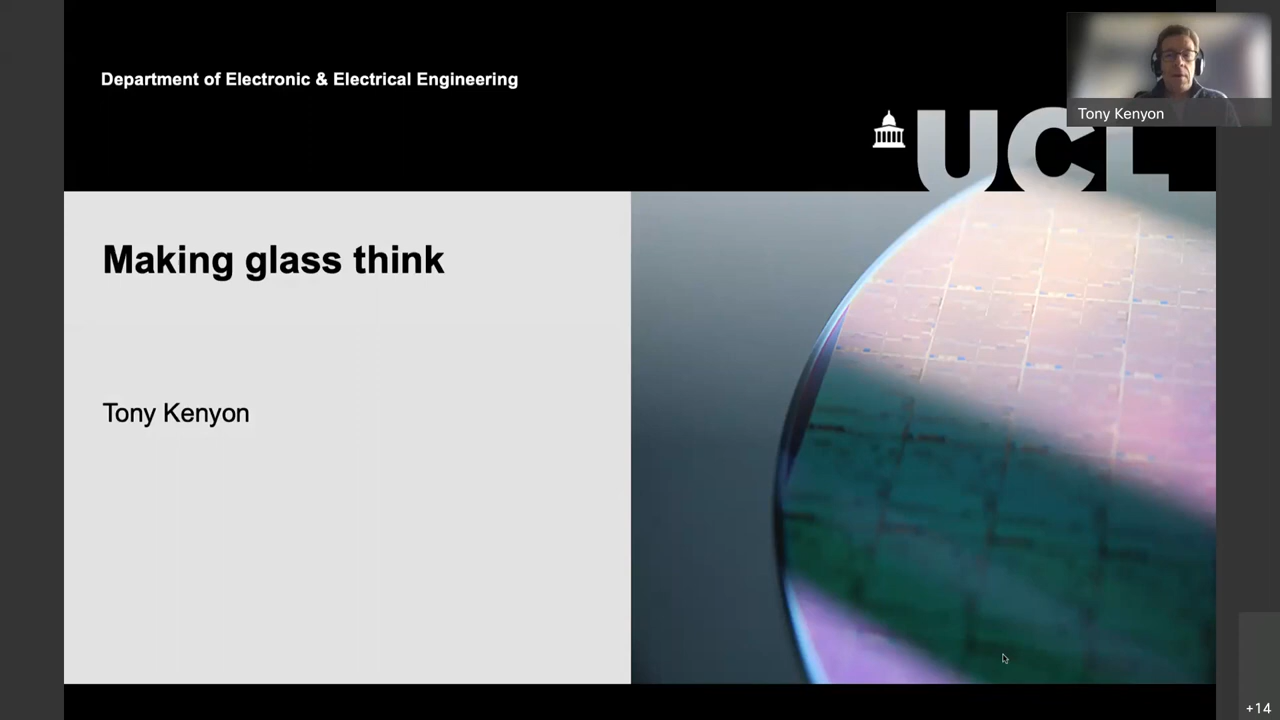 Department of Electronic & Electrical Engineering
Tony Kenyon
UCL
Making glass think
Tony Kenyon
+14